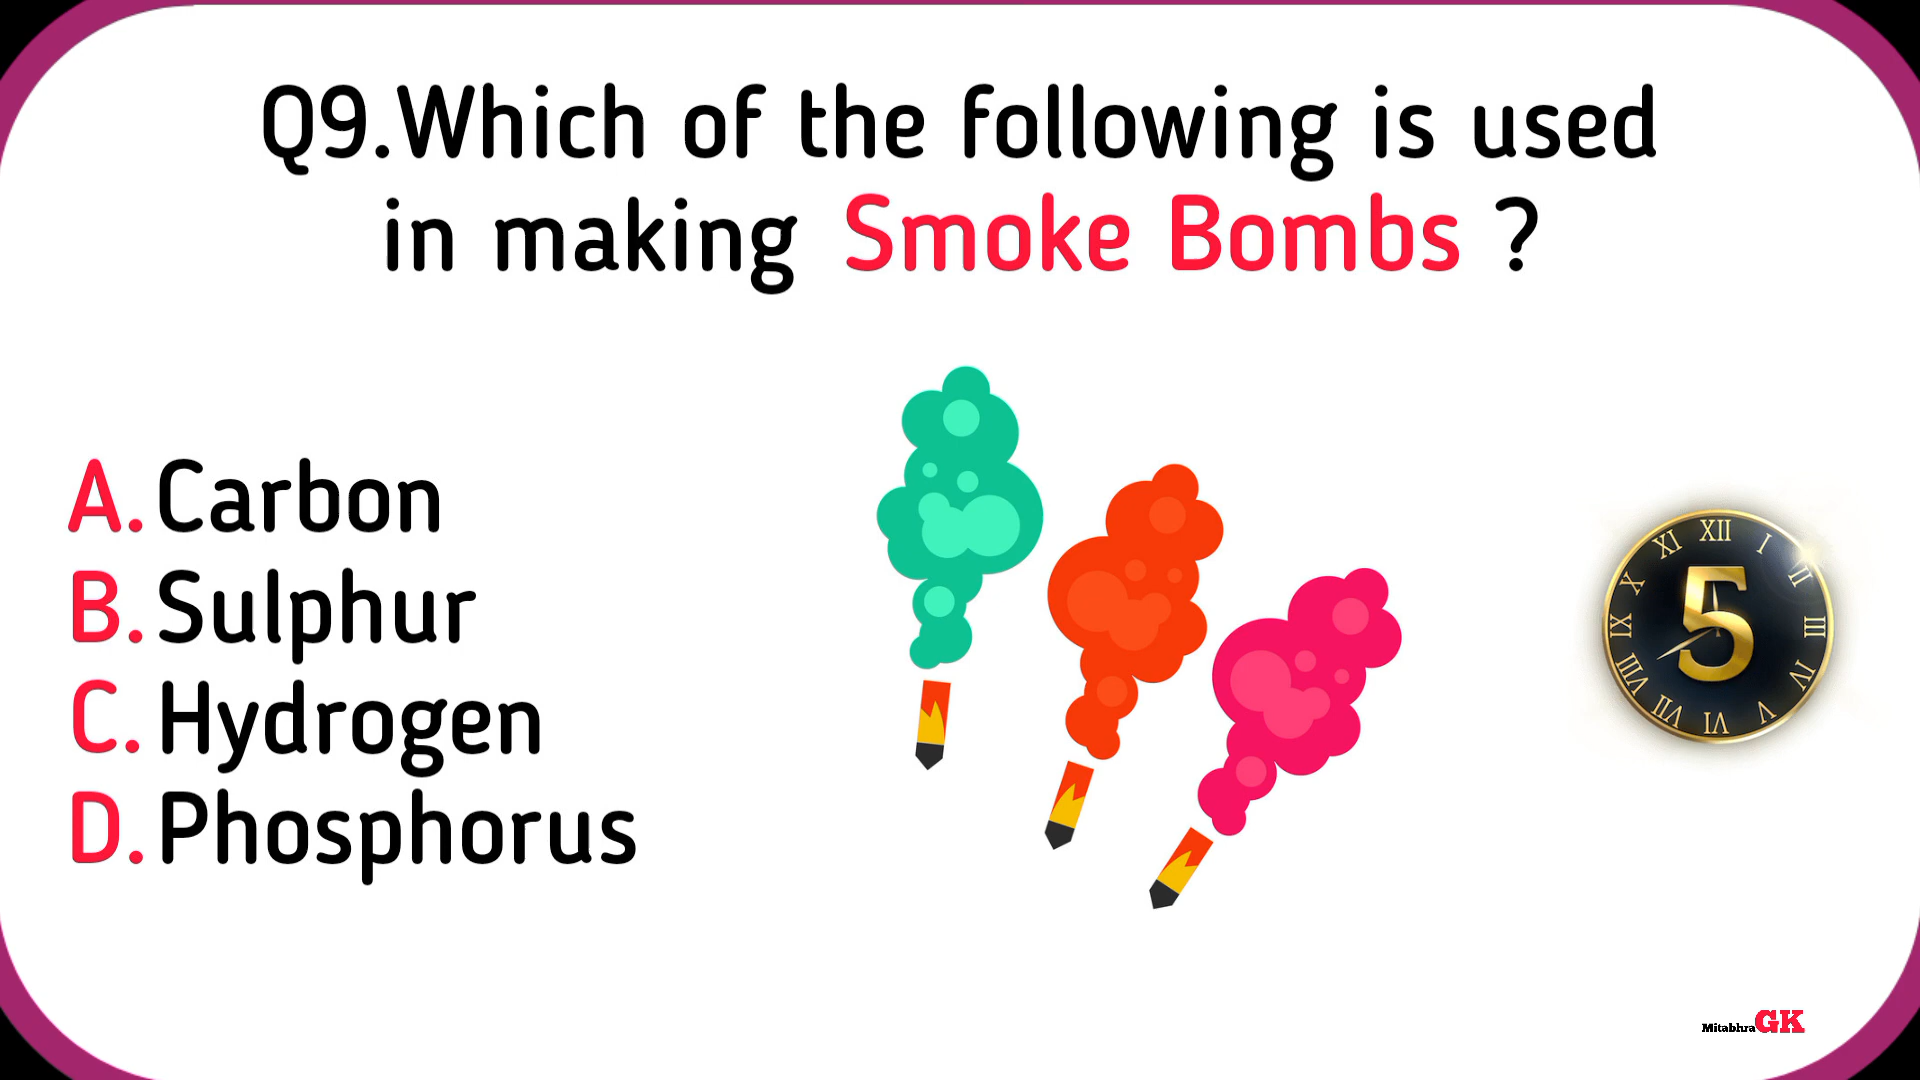 Q9.Which of the following is used
in making Smoke Bombs ?
A. Carbon
B. Sulphur
C. Hydrogen
D. Phosphorus
XII
I
II
III
IV
V
VI
VII
VIII
IX
X
XI
5
MitabhraGK